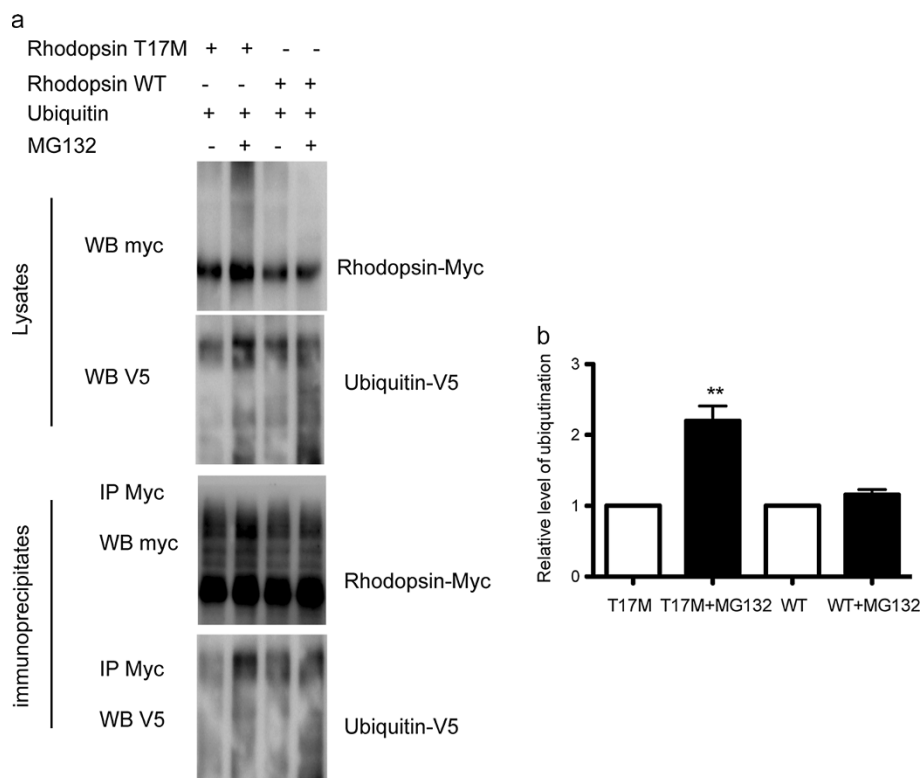 a
Rhodopsin T17M + + - -
Rhodopsin WT - - + +
Ubiquitin + + + +
MG132 - + - +
Lysates
WB myc
Rhodopsin-Myc
WB V5
Ubiquitin-V5
immunoprecipitates
IP Myc
WB myc
Rhodopsin-Myc
IP Myc
WB V5
Ubiquitin-V5
b
Relative level of ubiqutination
3
2
1
0
**
T17M T17M+MG132 WT WT+MG132